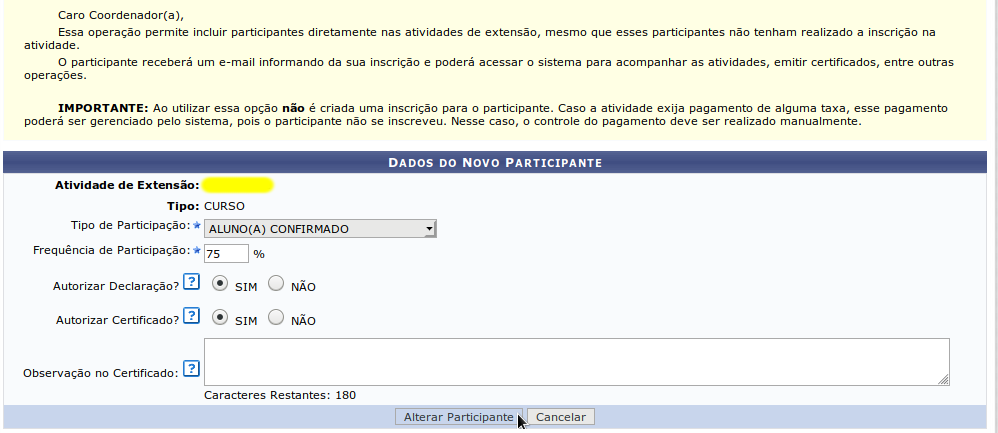 Caro Coordenador(a),
Essa operação permite incluir participantes diretamente nas atividades de extensão, mesmo que esses participantes não tenham realizado a inscrição na
atividade.
O participante receberá um e-mail informando da sua inscrição e poderá acessar o sistema para acompanhar as atividades, emitir certificados, entre outras
operações.
IMPORTANTE: Ao utilizar essa opção não é criada uma inscrição para o participante. Caso a atividade exija pagamento de alguma taxa, esse pagamento
poderá ser gerenciado pelo sistema, pois o participante não se inscreveu. Nesse caso, o controle do pagamento deve ser realizado manualmente.
Dados do Novo Participante
Atividade de Extensão:
Tipo: CURSO
Tipo de Participação: ALUNO(A) CONFIRMADO
Frequência de Participação: 75 %
Autorizar Declaração? ? SIM NÃO
Autorizar Certificado? ? SIM NÃO
Observação no Certificado: ?
Caracteres Restantes: 180
Alterar Participante Cancelar